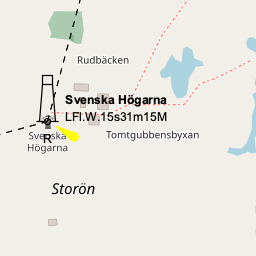 Rudbäcken
Svenska Högarna
LFl.W.15s31m15M
Svenska
Högarna
R
Tomtgubbensbyxan
Storön